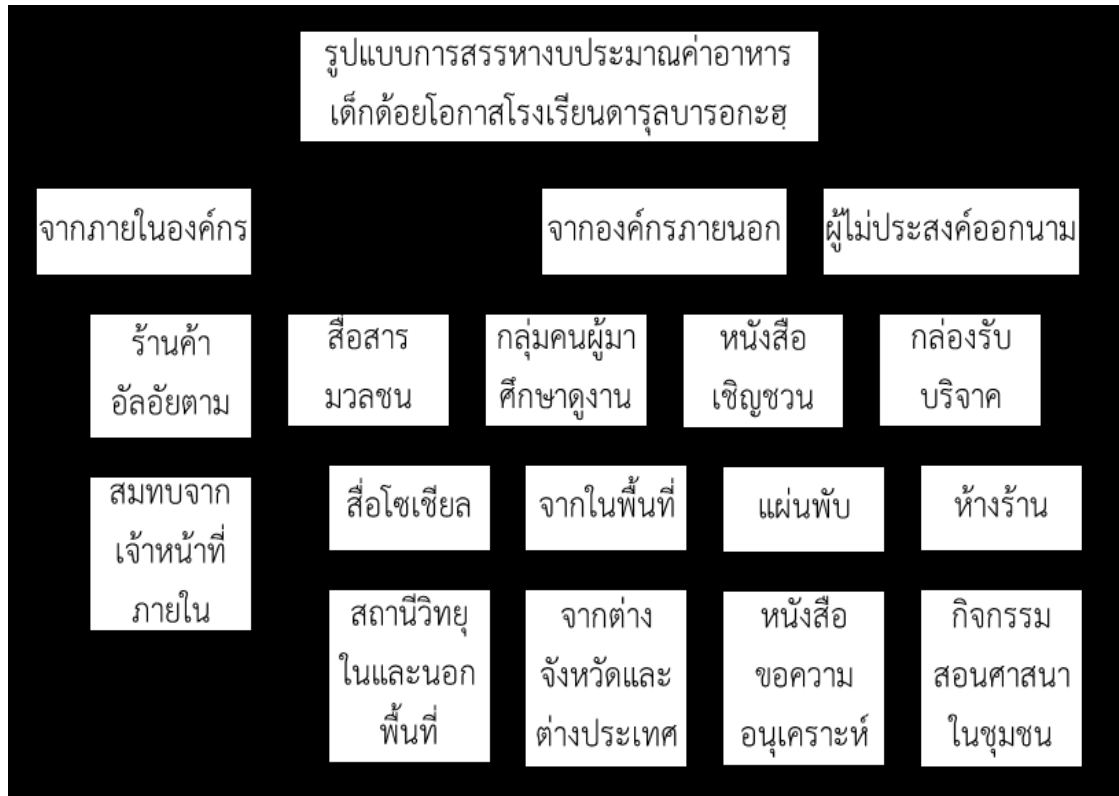 รูปแบบการสรรหางบประมาณค่าอาหาร
เด็กด้อยโอกาสโรงเรียนดารุลบารอกะฮฺ
จากภายในองค์กร
จากองค์กรภายนอก
ผู้ไม่ประสงค์ออกนาม
ร้านค้า
อัลอัยตาม
สื่อสาร
มวลชน
กลุ่มคนผู้มา
ศึกษาดูงาน
หนังสือ
เชิญชวน
กล่องรับ
บริจาค
สมทบจาก
เจ้าหน้าที่
ภายใน
สื่อโซเชียล
จากในพื้นที่
แผ่นพับ
ห้างร้าน
สถานีวิทยุ
ในและนอก
พื้นที่
จากต่าง
จังหวัดและ
ต่างประเทศ
หนังสือ
ขอความ
อนุเคราะห์
กิจกรรม
สอนศาสนา
ในชุมชน